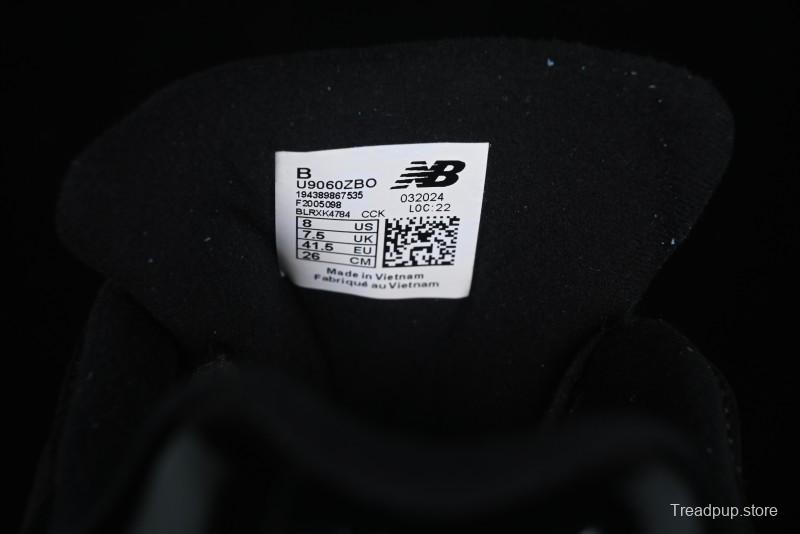 B
NB
U9060ZBO
194389867535
032024
F2005098
LOC:22
BLRXK4784 CCK
8 US
7.5 UK
41.5 EU
26 CM
Made in Vietnam
Fabriqué au Vietnam
Treadpup.store